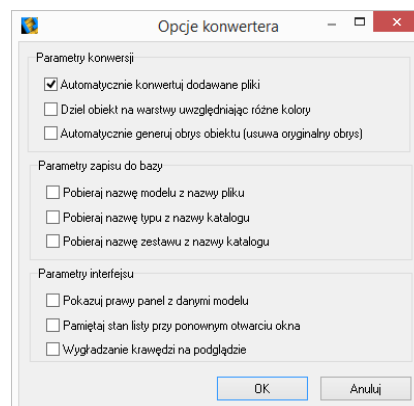 Opcje konwertera
Parametry konwersji
Automatycznie konwertuj dodawane pliki
Dziel obiekt na warstwy uwzględniając różne kolory
Automatycznie generuj obrys obiektu (usuwa oryginalny obrys)
Parametry zapisu do bazy
Pobieraj nazwę modelu z nazwy pliku
Pobieraj nazwę typu z nazwy katalogu
Pobieraj nazwę zestawu z nazwy katalogu
Parametry interfejsu
Pokazuj prawy panel z danymi modelu
Pamiętaj stan listy przy ponownym otwarciu okna
Wygładzanie krawędzi na podglądzie
OK Anuluj